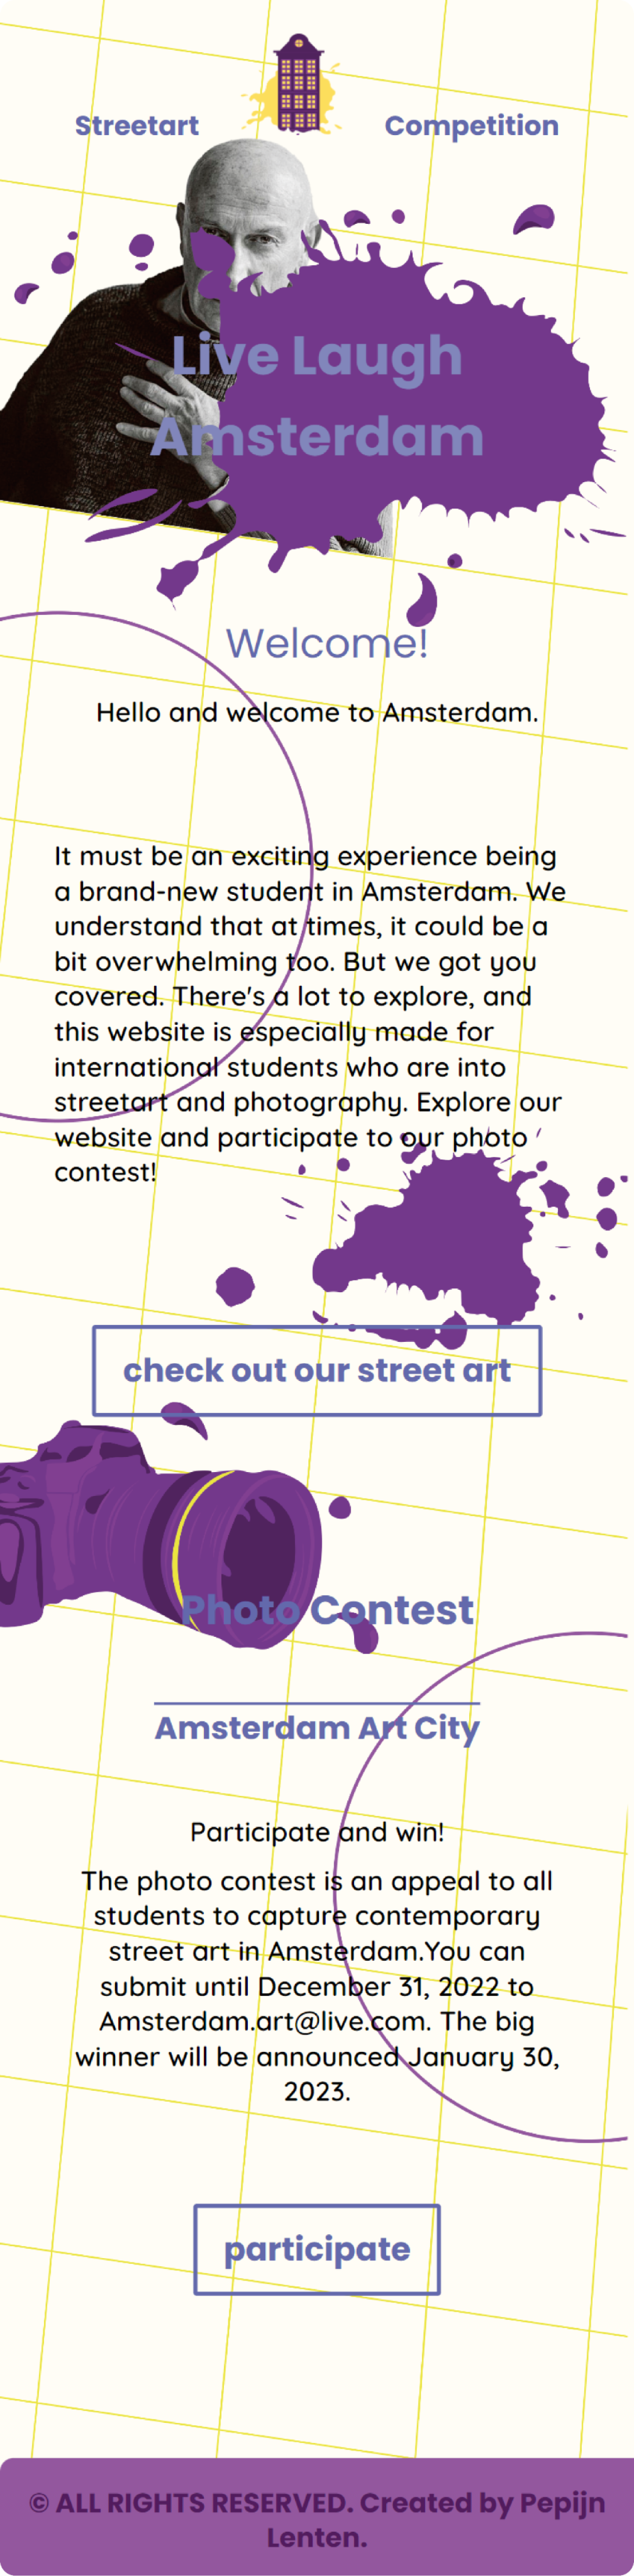 Streetart
Competition
Live Laugh
Amsterdam
Welcome!
Hello and welcome to Amsterdam.
It must be an exciting experience being
a brand-new student in Amsterdam. We
understand that at times, it could be a
bit overwhelming too. But we got you
covered. There's a lot to explore, and
this website is especially made for
international students who are into
streetart and photography. Explore our
website and participate to our photo
contest!
check out our street art
Photo Contest
Amsterdam Art City
Participate and win!
The photo contest is an appeal to all
students to capture contemporary
street art in Amsterdam.You can
submit until December 31, 2022 to
Amsterdam.art@live.com. The big
winner will be announced January 30,
2023.
participate
© ALL RIGHTS RESERVED. Created by Pepijn
Lenten.